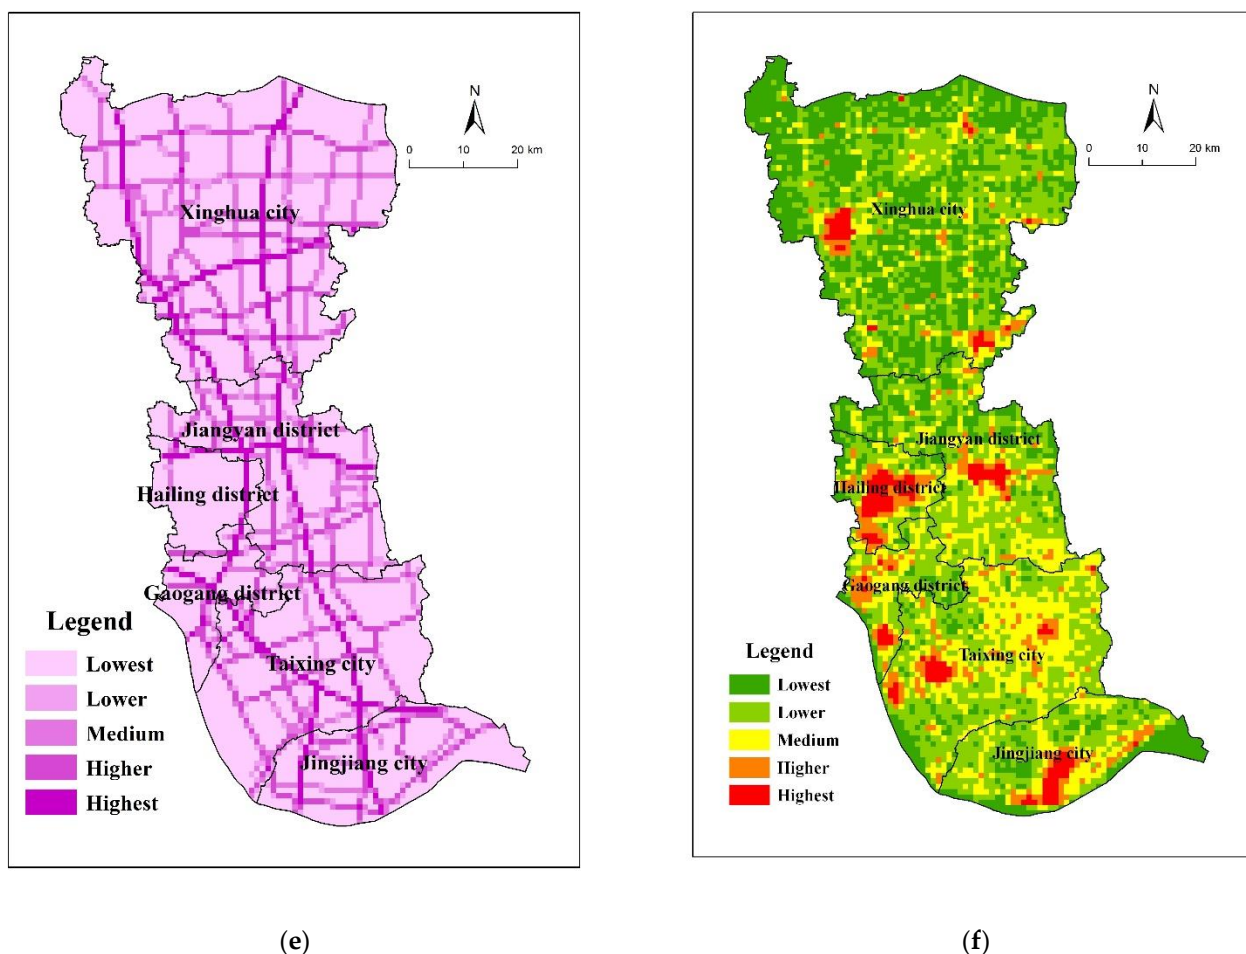 N
0 10 20 km
Xinghua city
Jiangyan district
Hailing district
Gaogang district
Taixing city
Jingjiang city
Legend
Lowest
Lower
Medium
Higher
Highest
(e)
N
0 10 20 km
Xinghua city
Jiangyan district
Hailing district
Gaogang district
Taixing city
Jingjiang city
Legend
Lowest
Lower
Medium
Higher
Highest
(f)